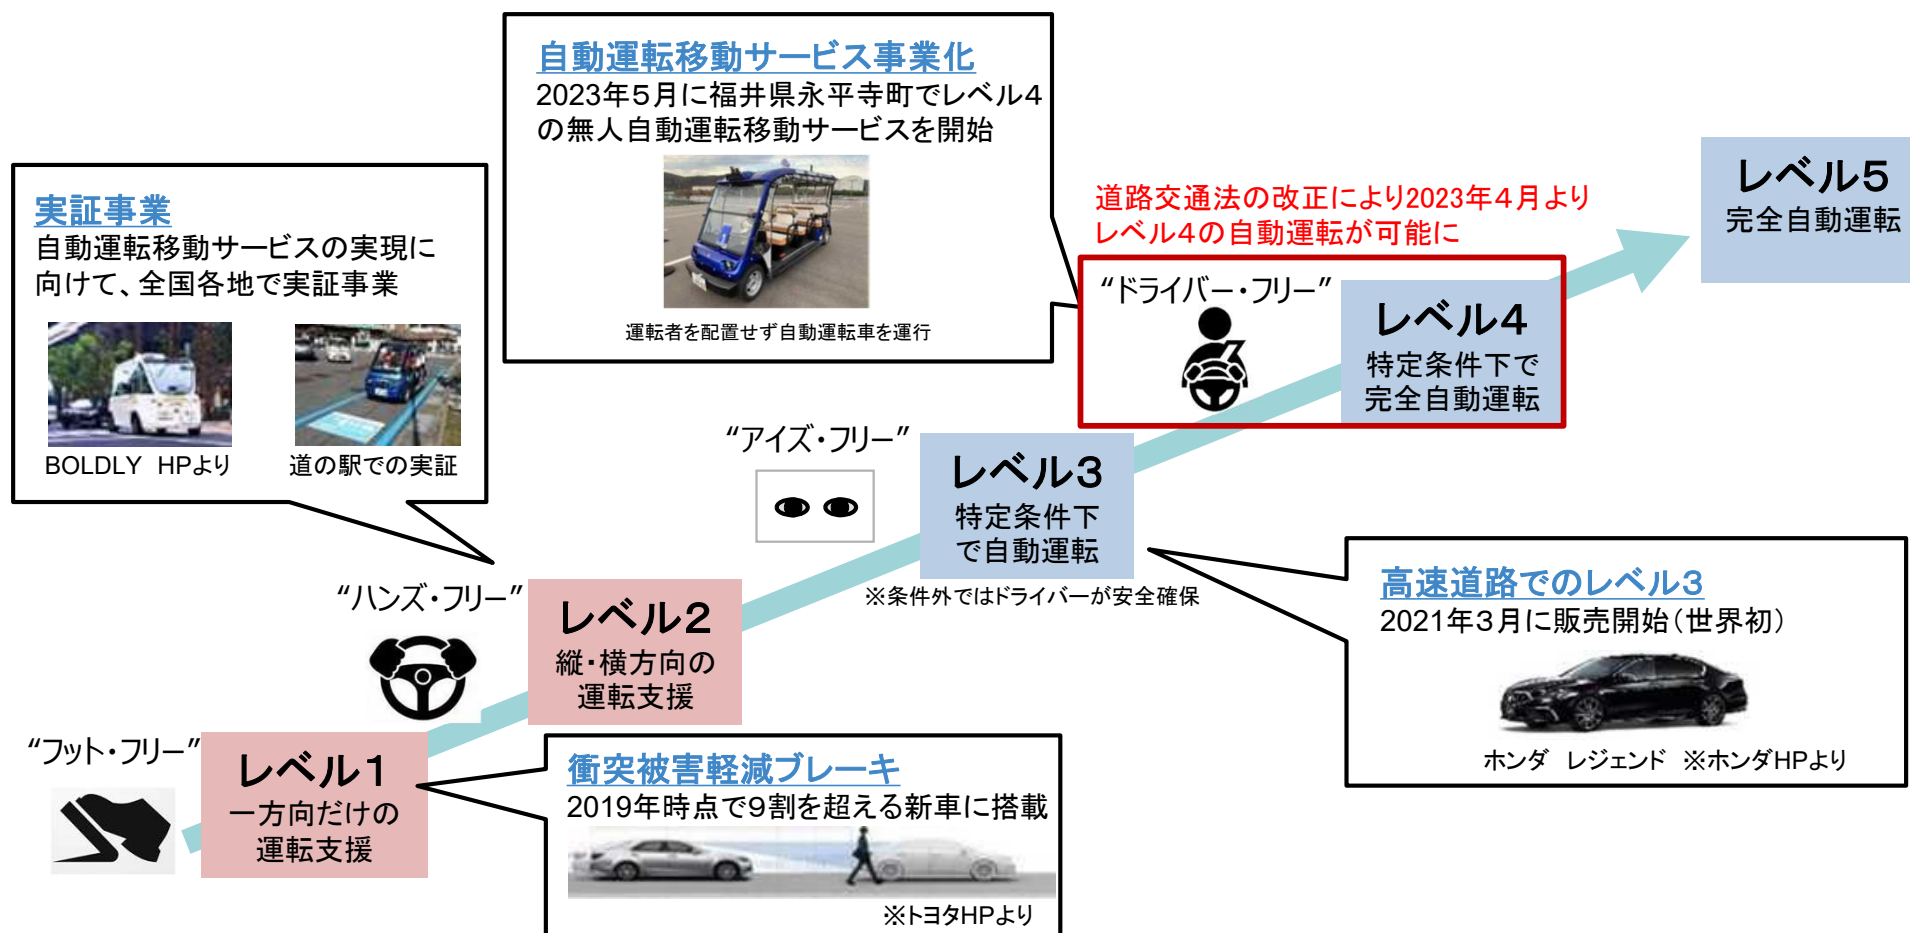 自動運転移動サービス事業化
2023年5月に福井県永平寺町でレベル4
の無人自動運転移動サービスを開始
運転者を配置せず自動運転車を運行
実証事業
自動運転移動サービスの実現に
向けて、全国各地で実証事業
BOLDLY HPより
道の駅での実証
道路交通法の改正により2023年4月より
レベル4の自動運転が可能に
レベル5
完全自動運転
“ドライバー・フリー”
レベル4
特定条件下で
完全自動運転
“アイズ・フリー”
レベル3
特定条件下
で自動運転
※条件外ではドライバーが安全確保
高速道路でのレベル3
2021年3月に販売開始(世界初)
ホンダ レジェンド ※ホンダHPより
“ハンズ・フリー”
レベル2
縦・横方向の
運転支援
“フット・フリー”
レベル1
一方向だけの
運転支援
衝突被害軽減ブレーキ
2019年時点で9割を超える新車に搭載
※トヨタHPより